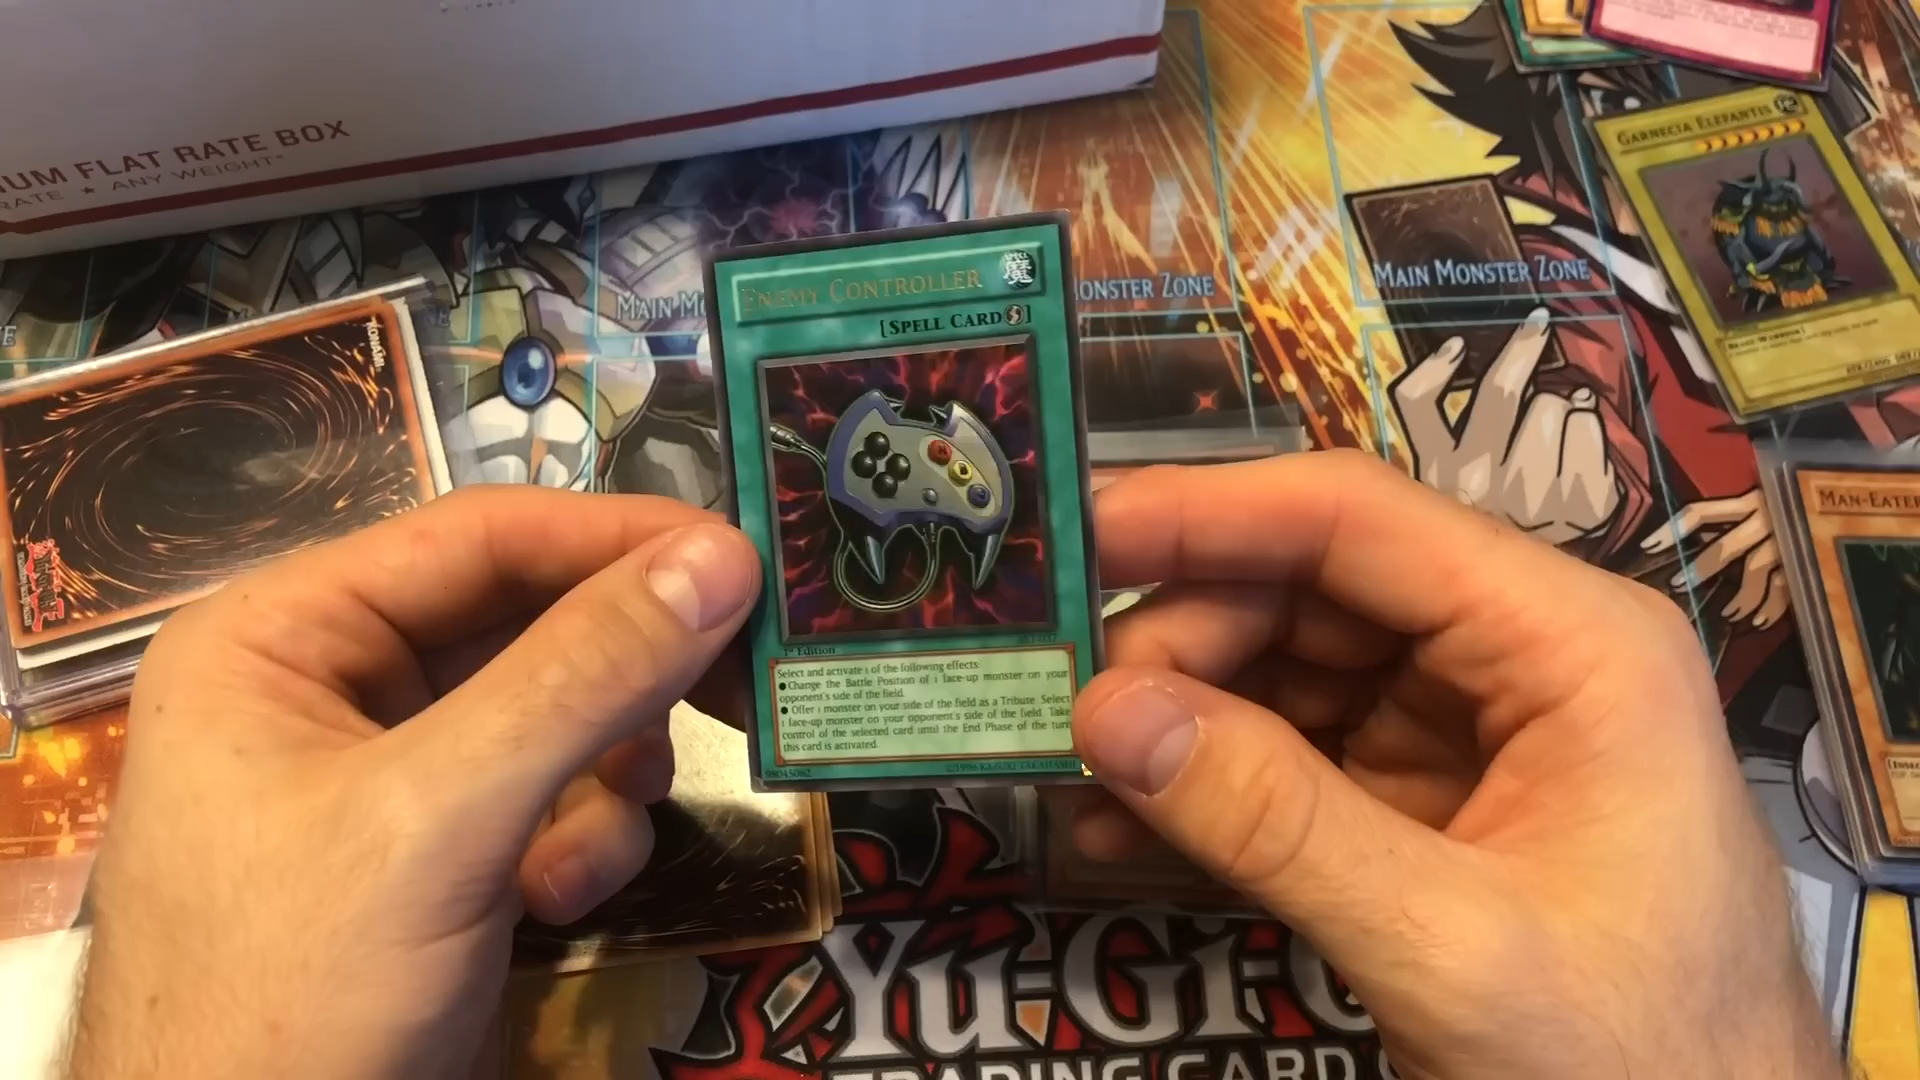 IUM FLAT RATE BOX
RATE ★ ANY WEIGHT*
GARNECIA ELEFANTIS
MAIN MONSTER ZONE
MAIN MO
ONSTER ZONE
ENEMY CONTROLLER
[SPELL CARD]
KONAMI
MAN-EATER
1st Edition
Select and activate 1 of the following effects:
●Change the Battle Position of 1 face-up monster on your
opponent's side of the field.
● Offer 1 monster on your side of the field as a Tribute. Select
1 face-up monster on your opponent's side of the field. Take
control of the selected card until the End Phase of the turn
this card is activated.
98045062
©1996 KAZUKI TAKAHASHI
YU-GI-O
TRADING CARD